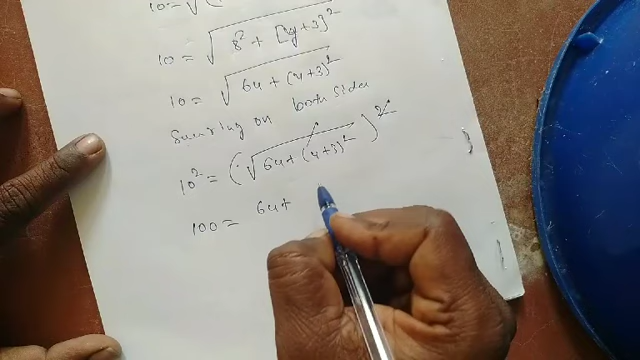 10 = √(
10 = √8² + [y+3]²
10 = √64 + (y+3)²
Squaring on both sides
10² = (√64 + (y+3)²)²
100 = 64 +